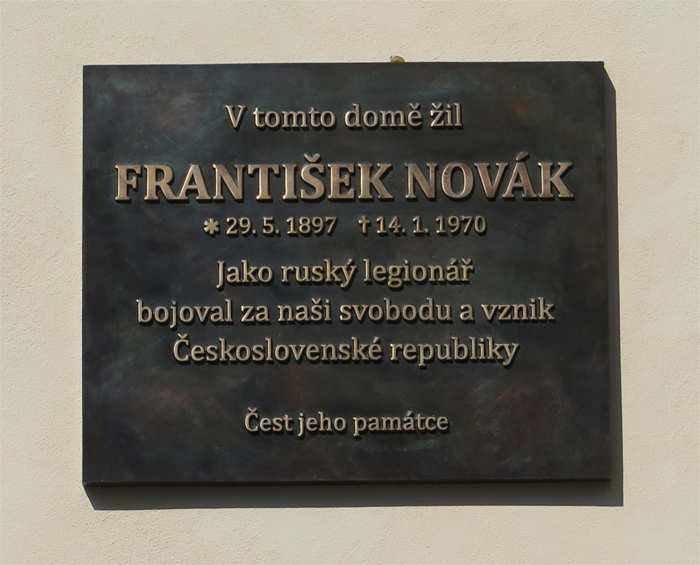 V tomto domě žil
FRANTIŠEK NOVÁK
* 29. 5. 1897 † 14. 1. 1970
Jako ruský legionář
bojoval za naši svobodu a vznik
Československé republiky
Čest jeho památce